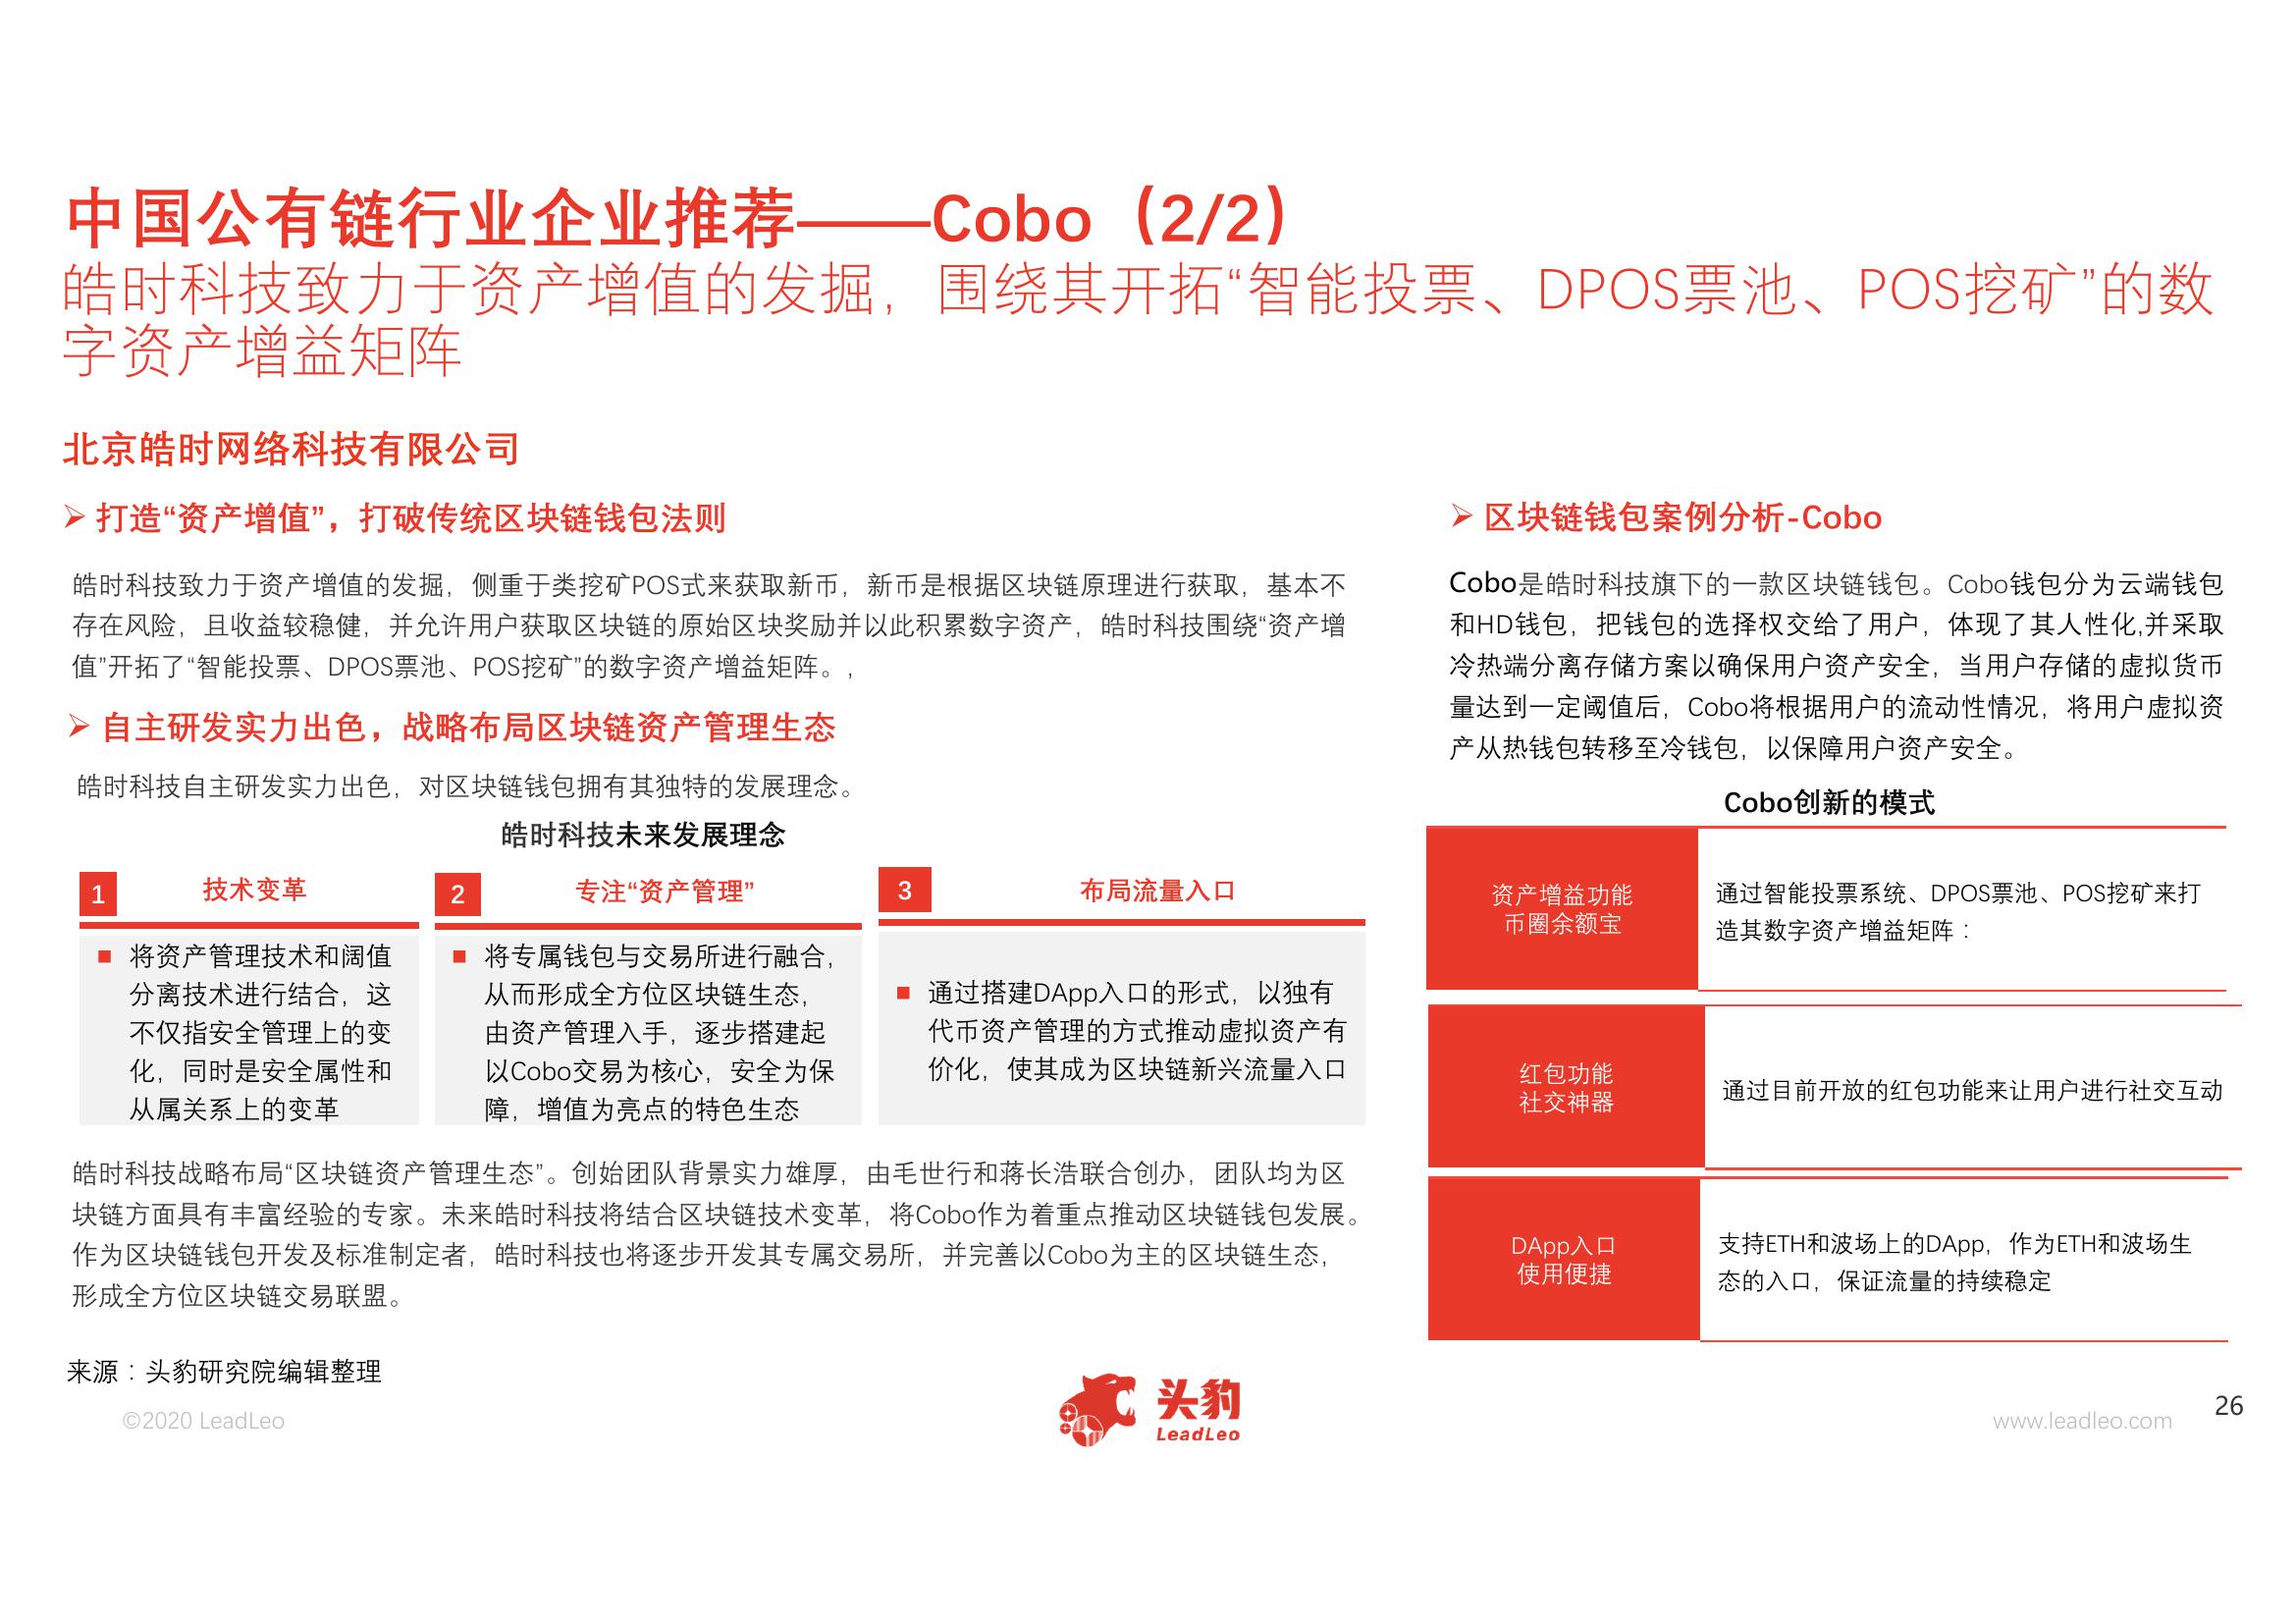 中国公有链行业企业推荐——Cobo（2/2）
皓时科技致力于资产增值的发掘，围绕其开拓“智能投票、DPOS票池、POS挖矿”的数
字资产增益矩阵
北京皓时网络科技有限公司
➢ 打造“资产增值”，打破传统区块链钱包法则
皓时科技致力于资产增值的发掘，侧重于类挖矿POS式来获取新币，新币是根据区块链原理进行获取，基本不
存在风险，且收益较稳健，并允许用户获取区块链的原始区块奖励并以此积累数字资产，皓时科技围绕“资产增
值”开拓了“智能投票、DPOS票池、POS挖矿”的数字资产增益矩阵。,
➢ 自主研发实力出色，战略布局区块链资产管理生态
皓时科技自主研发实力出色，对区块链钱包拥有其独特的发展理念。
皓时科技未来发展理念
1 技术变革
■ 将资产管理技术和阔值
分离技术进行结合，这
不仅指安全管理上的变
化，同时是安全属性和
从属关系上的变革
2 专注“资产管理”
■ 将专属钱包与交易所进行融合，
从而形成全方位区块链生态，
由资产管理入手，逐步搭建起
以Cobo交易为核心，安全为保
障，增值为亮点的特色生态
3 布局流量入口
■ 通过搭建DApp入口的形式，以独有
代币资产管理的方式推动虚拟资产有
价化，使其成为区块链新兴流量入口
皓时科技战略布局“区块链资产管理生态”。创始团队背景实力雄厚，由毛世行和蒋长浩联合创办，团队均为区
块链方面具有丰富经验的专家。未来皓时科技将结合区块链技术变革，将Cobo作为着重点推动区块链钱包发展。
作为区块链钱包开发及标准制定者，皓时科技也将逐步开发其专属交易所，并完善以Cobo为主的区块链生态，
形成全方位区块链交易联盟。
➢ 区块链钱包案例分析-Cobo
Cobo是皓时科技旗下的一款区块链钱包。Cobo钱包分为云端钱包
和HD钱包，把钱包的选择权交给了用户，体现了其人性化,并采取
冷热端分离存储方案以确保用户资产安全，当用户存储的虚拟货币
量达到一定阈值后，Cobo将根据用户的流动性情况，将用户虚拟资
产从热钱包转移至冷钱包，以保障用户资产安全。
Cobo创新的模式
资产增益功能
币圈余额宝
通过智能投票系统、DPOS票池、POS挖矿来打
造其数字资产增益矩阵：
红包功能
社交神器
通过目前开放的红包功能来让用户进行社交互动
DApp入口
使用便捷
支持ETH和波场上的DApp，作为ETH和波场生
态的入口，保证流量的持续稳定
来源：头豹研究院编辑整理
©2020 LeadLeo
头豹
LeadLeo
www.leadleo.com
26